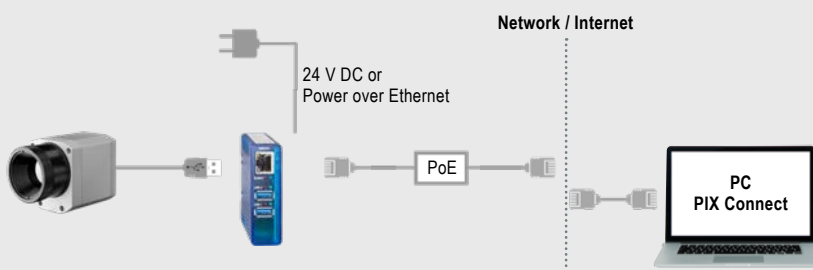 Network / Internet
24 V DC or
Power over Ethernet
PoE
PC
PIX Connect